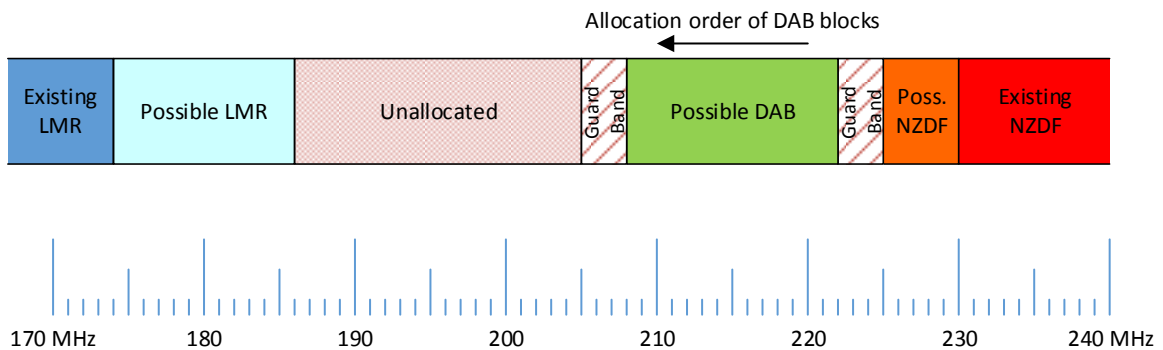 Allocation order of DAB blocks
Existing
LMR
Possible LMR
Unallocated
Guard
Band
Possible DAB
Guard
Band
Poss.
NZDF
Existing
NZDF
170 MHz 180 190 200 210 220 230 240 MHz